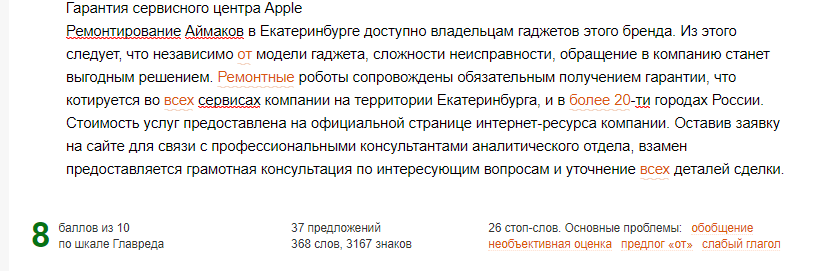 Гарантия сервисного центра Apple
Ремонтирование Аймаков в Екатеринбурге доступно владельцам гаджетов этого бренда. Из этого
следует, что независимо от модели гаджета, сложности неисправности, обращение в компанию станет
выгодным решением. Ремонтные роботы сопровождены обязательным получением гарантии, что
котируется во всех сервисах компании на территории Екатеринбурга, и в более 20-ти городах России.
Стоимость услуг предоставлена на официальной странице интернет-ресурса компании. Оставив заявку
на сайте для связи с профессиональными консультантами аналитического отдела, взамен
предоставляется грамотная консультация по интересующим вопросам и уточнение всех деталей сделки.
8 баллов из 10 37 предложений 26 стоп-слов. Основные проблемы: обобщение
по шкале Главреда 368 слов, 3167 знаков необъективная оценка предлог «от» слабый глагол